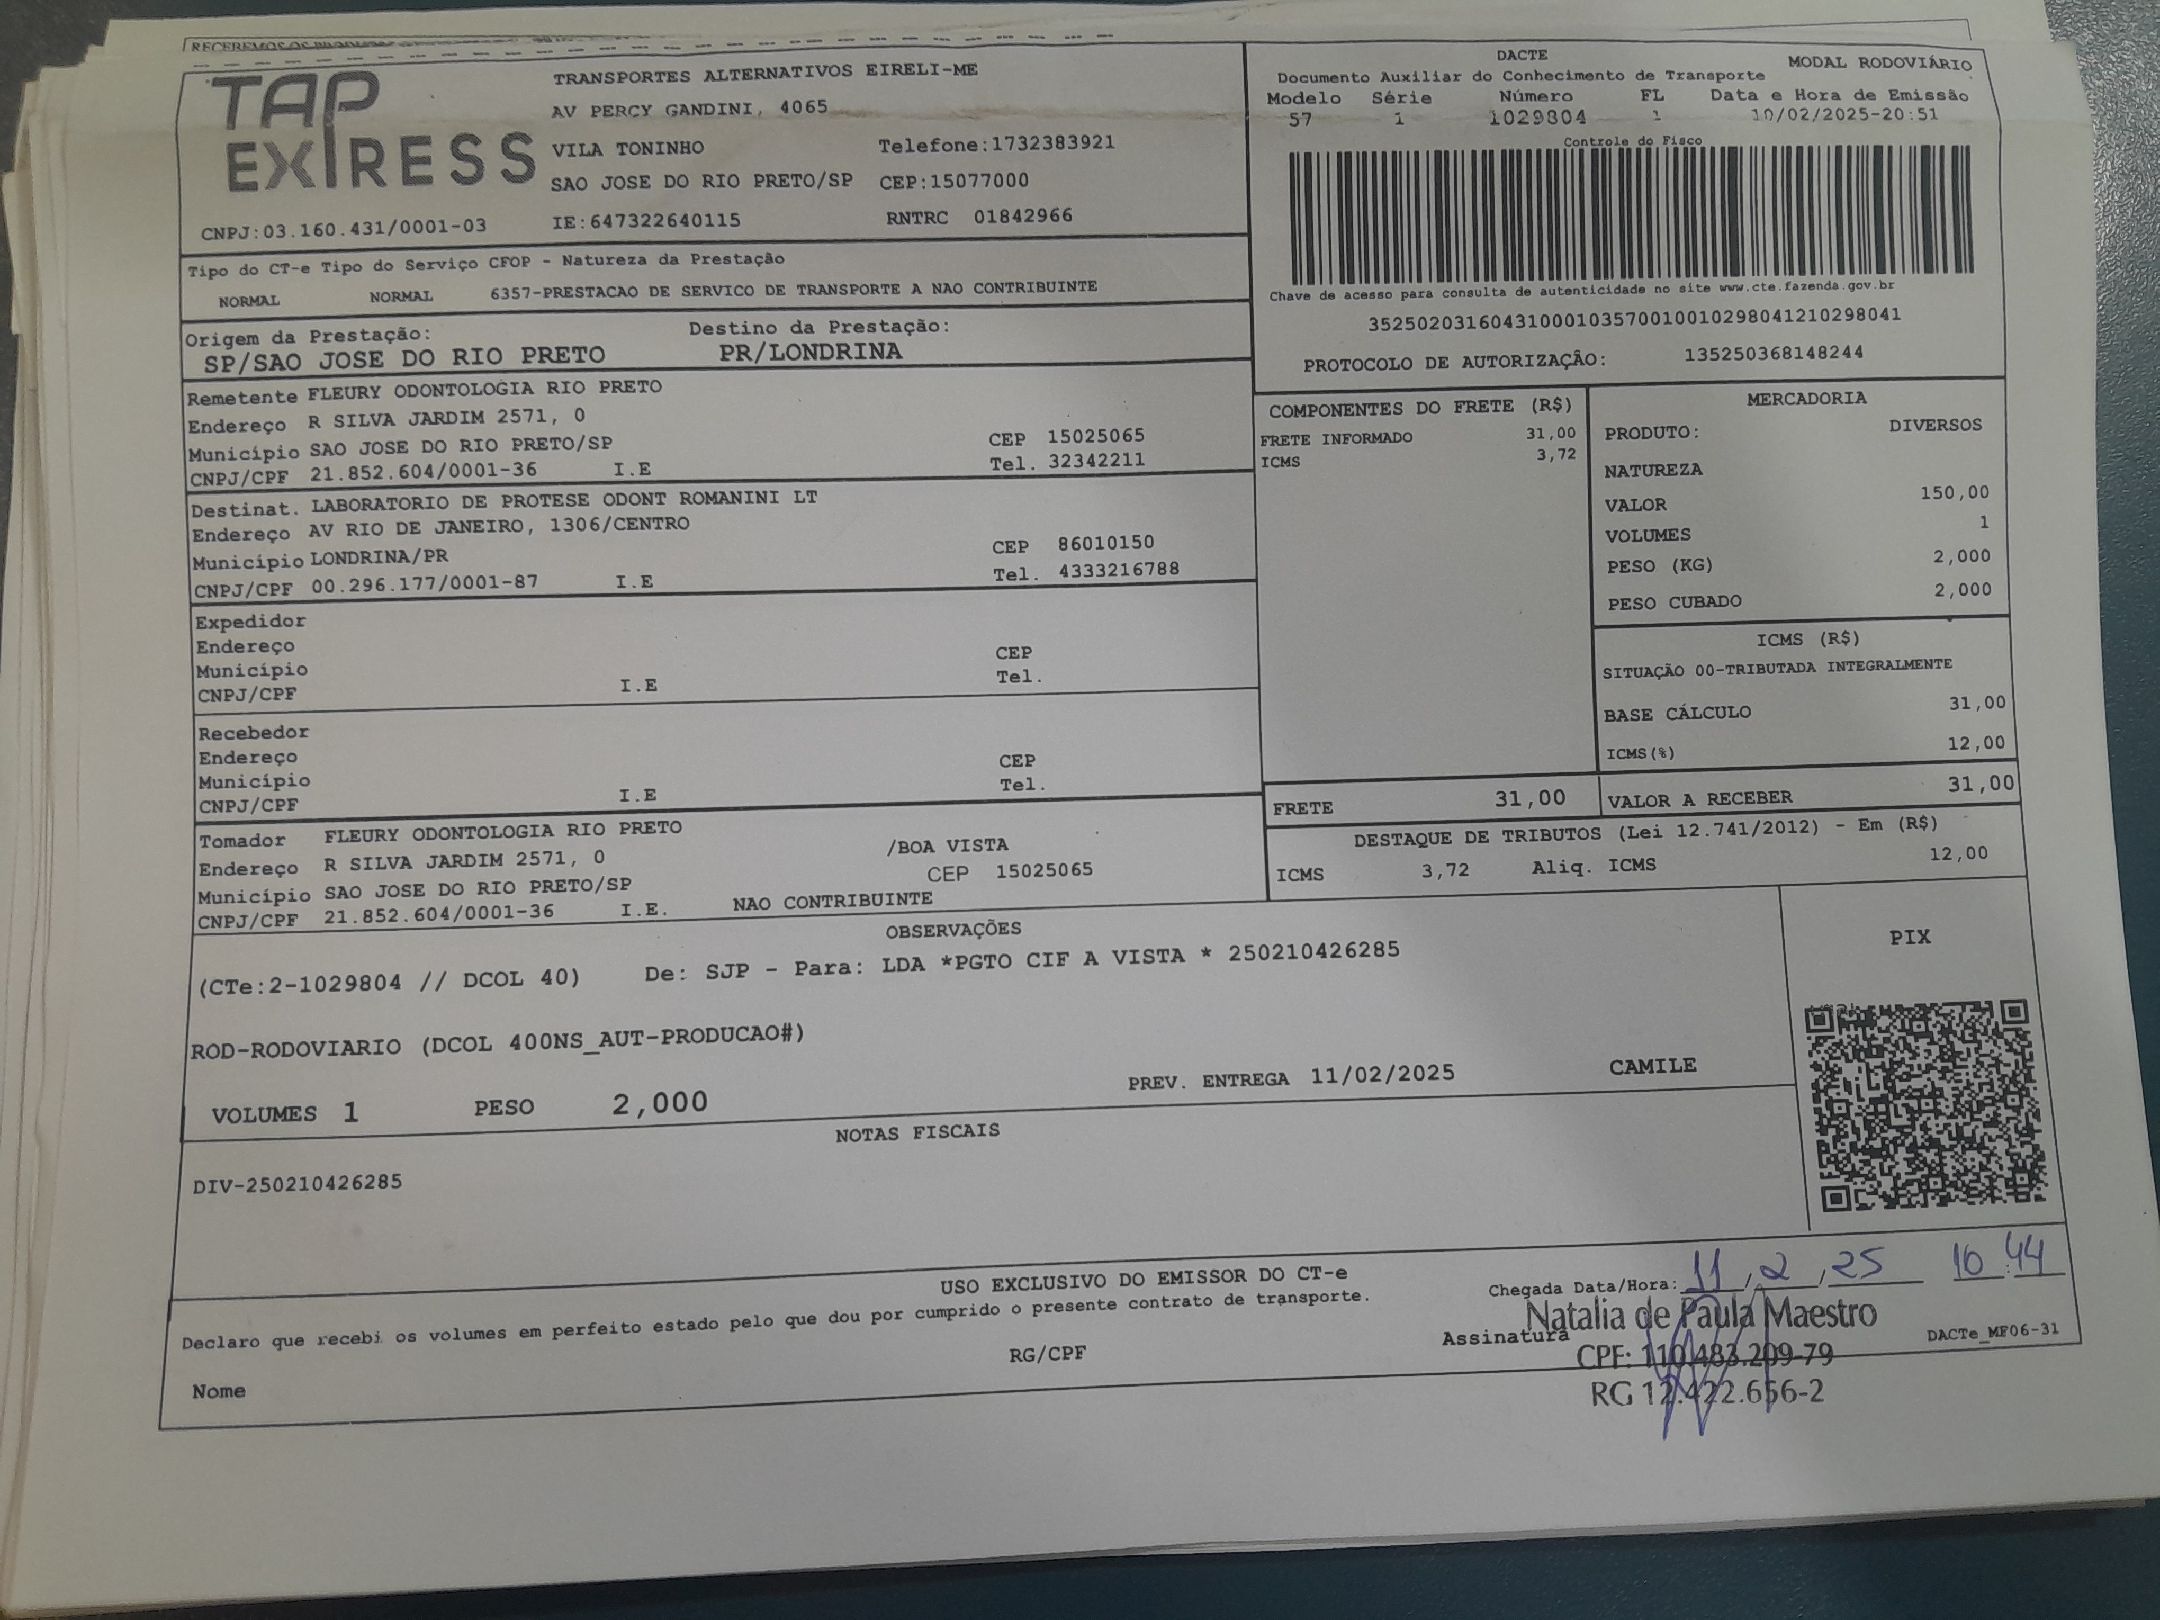 RECEBEMOS OS
TAP
EXPRESS
TRANSPORTES ALTERNATIVOS EIRELI-ME
AV PERCY GANDINI, 4065
VILA TONINHO Telefone:1732383921
SAO JOSE DO RIO PRETO/SP CEP:15077000
CNPJ:03.160.431/0001-03 IE:647322640115 RNTRC 01842966
DACTE MODAL RODOVIÁRIO
Documento Auxiliar do Conhecimento de Transporte
Modelo Série Número FL Data e Hora de Emissão
57 1 1029804 1 10/02/2025-20:51
Controle do Fisco
Chave de acesso para consulta de autenticidade no site www.cte.fazenda.gov.br
35250203160431000103570010010298041210298041
PROTOCOLO DE AUTORIZAÇÃO: 135250368148244
Tipo do CT-e Tipo do Serviço CFOP - Natureza da Prestação
NORMAL NORMAL 6357-PRESTACAO DE SERVICO DE TRANSPORTE A NAO CONTRIBUINTE
Origem da Prestação: Destino da Prestação:
SP/SAO JOSE DO RIO PRETO PR/LONDRINA
Remetente FLEURY ODONTOLOGIA RIO PRETO
Endereço R SILVA JARDIM 2571, 0
Município SAO JOSE DO RIO PRETO/SP CEP 15025065
CNPJ/CPF 21.852.604/0001-36 I.E Tel. 32342211
Destinat. LABORATORIO DE PROTESE ODONT ROMANINI LT
Endereço AV RIO DE JANEIRO, 1306/CENTRO
Município LONDRINA/PR CEP 86010150
CNPJ/CPF 00.296.177/0001-87 I.E Tel. 4333216788
Expedidor
Endereço
Município CEP
CNPJ/CPF I.E Tel.
Recebedor
Endereço
Município CEP
CNPJ/CPF I.E Tel.
Tomador FLEURY ODONTOLOGIA RIO PRETO
Endereço R SILVA JARDIM 2571, 0 /BOA VISTA
Município SAO JOSE DO RIO PRETO/SP CEP 15025065
CNPJ/CPF 21.852.604/0001-36 I.E. NAO CONTRIBUINTE
COMPONENTES DO FRETE (R$)
FRETE INFORMADO 31,00
ICMS 3,72
MERCADORIA
PRODUTO: DIVERSOS
NATUREZA
VALOR 150,00
VOLUMES 1
PESO (KG) 2,000
PESO CUBADO 2,000
ICMS (R$)
SITUAÇÃO 00-TRIBUTADA INTEGRALMENTE
BASE CÁLCULO 31,00
ICMS(%) 12,00
FRETE 31,00 VALOR A RECEBER 31,00
DESTAQUE DE TRIBUTOS (Lei 12.741/2012) - Em (R$)
ICMS 3,72 Aliq. ICMS 12,00
OBSERVAÇÕES
(CTe:2-1029804 // DCOL 40) De: SJP - Para: LDA *PGTO CIF A VISTA * 250210426285
ROD-RODOVIARIO (DCOL 400NS_AUT-PRODUCAO#)
PREV. ENTREGA 11/02/2025 CAMILE
VOLUMES 1 PESO 2,000
PIX
NOTAS FISCAIS
DIV-250210426285
USO EXCLUSIVO DO EMISSOR DO CT-e
Declaro que recebi os volumes em perfeito estado pelo que dou por cumprido o presente contrato de transporte.
Nome RG/CPF
Chegada Data/Hora: 11/2/25 10:44
Assinatura
Natalia de Paula Maestro
CPF: 110.483.209-79
RG 12.422.656-2
DACTe_MF06-31